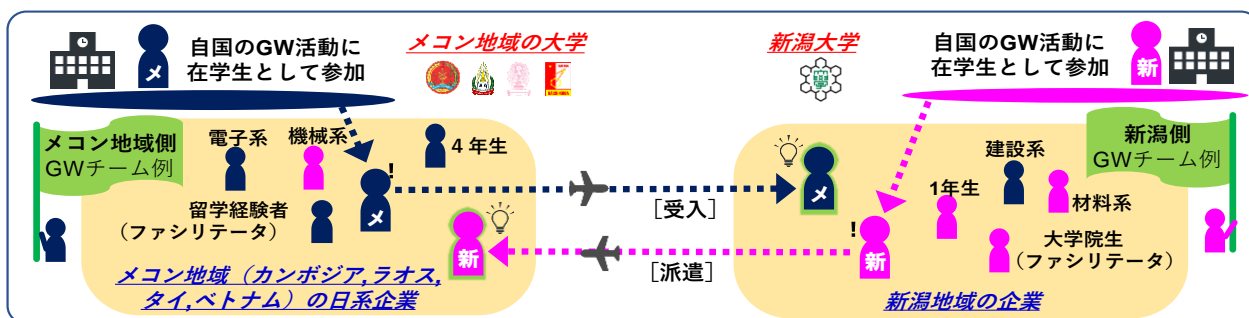 自国のGW活動に
在学生として参加
メ
メコン地域の大学
新潟大学
自国のGW活動に
在学生として参加
新
メコン地域側
GWチーム例
電子系
機械系
4年生
!
メ
留学経験者
(ファシリテータ)
新
メコン地域(カンボジア,ラオス,
タイ,ベトナム)の日系企業
[受入]
[派遣]
メ
!
新
1年生
建設系
材料系
大学院生
(ファシリテータ)
新潟地域の企業
新潟側
GWチーム例